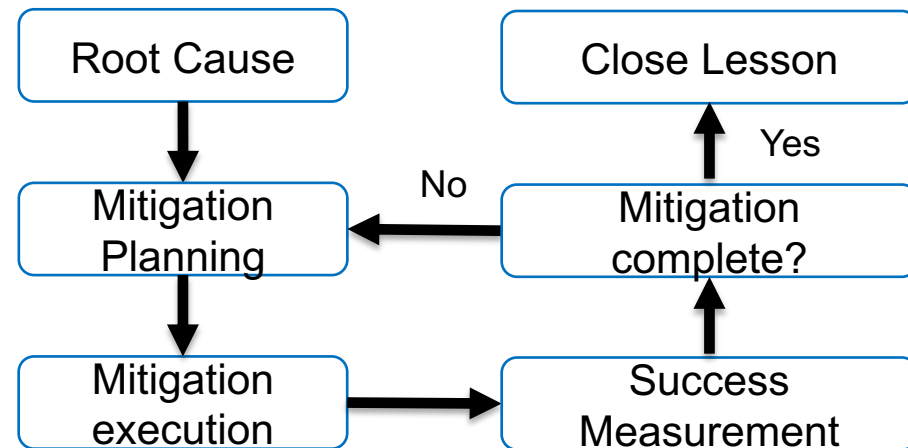 Root Cause
Close Lesson
Yes
No
Mitigation
Planning
Mitigation
complete?
Mitigation
execution
Success
Measurement